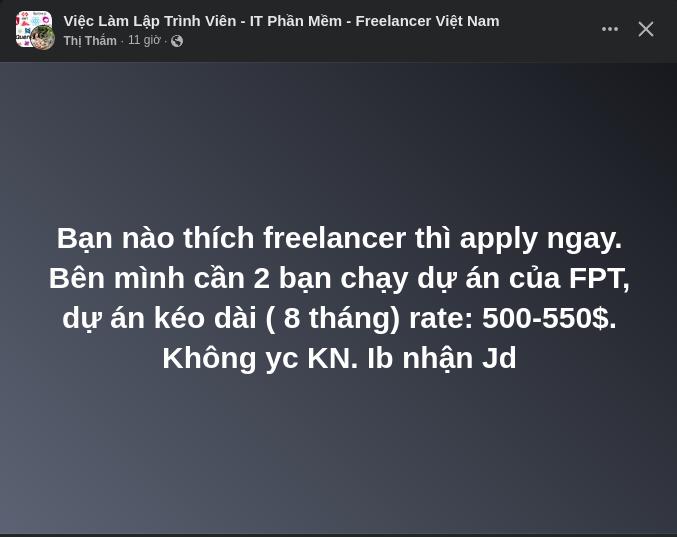 Việc Làm Lập Trình Viên - IT Phần Mềm - Freelancer Việt Nam
Thị Thắm · 11 giờ ·
Bạn nào thích freelancer thì apply ngay.
Bên mình cần 2 bạn chạy dự án của FPT,
dự án kéo dài ( 8 tháng) rate: 500-550$.
Không yc KN. Ib nhận Jd